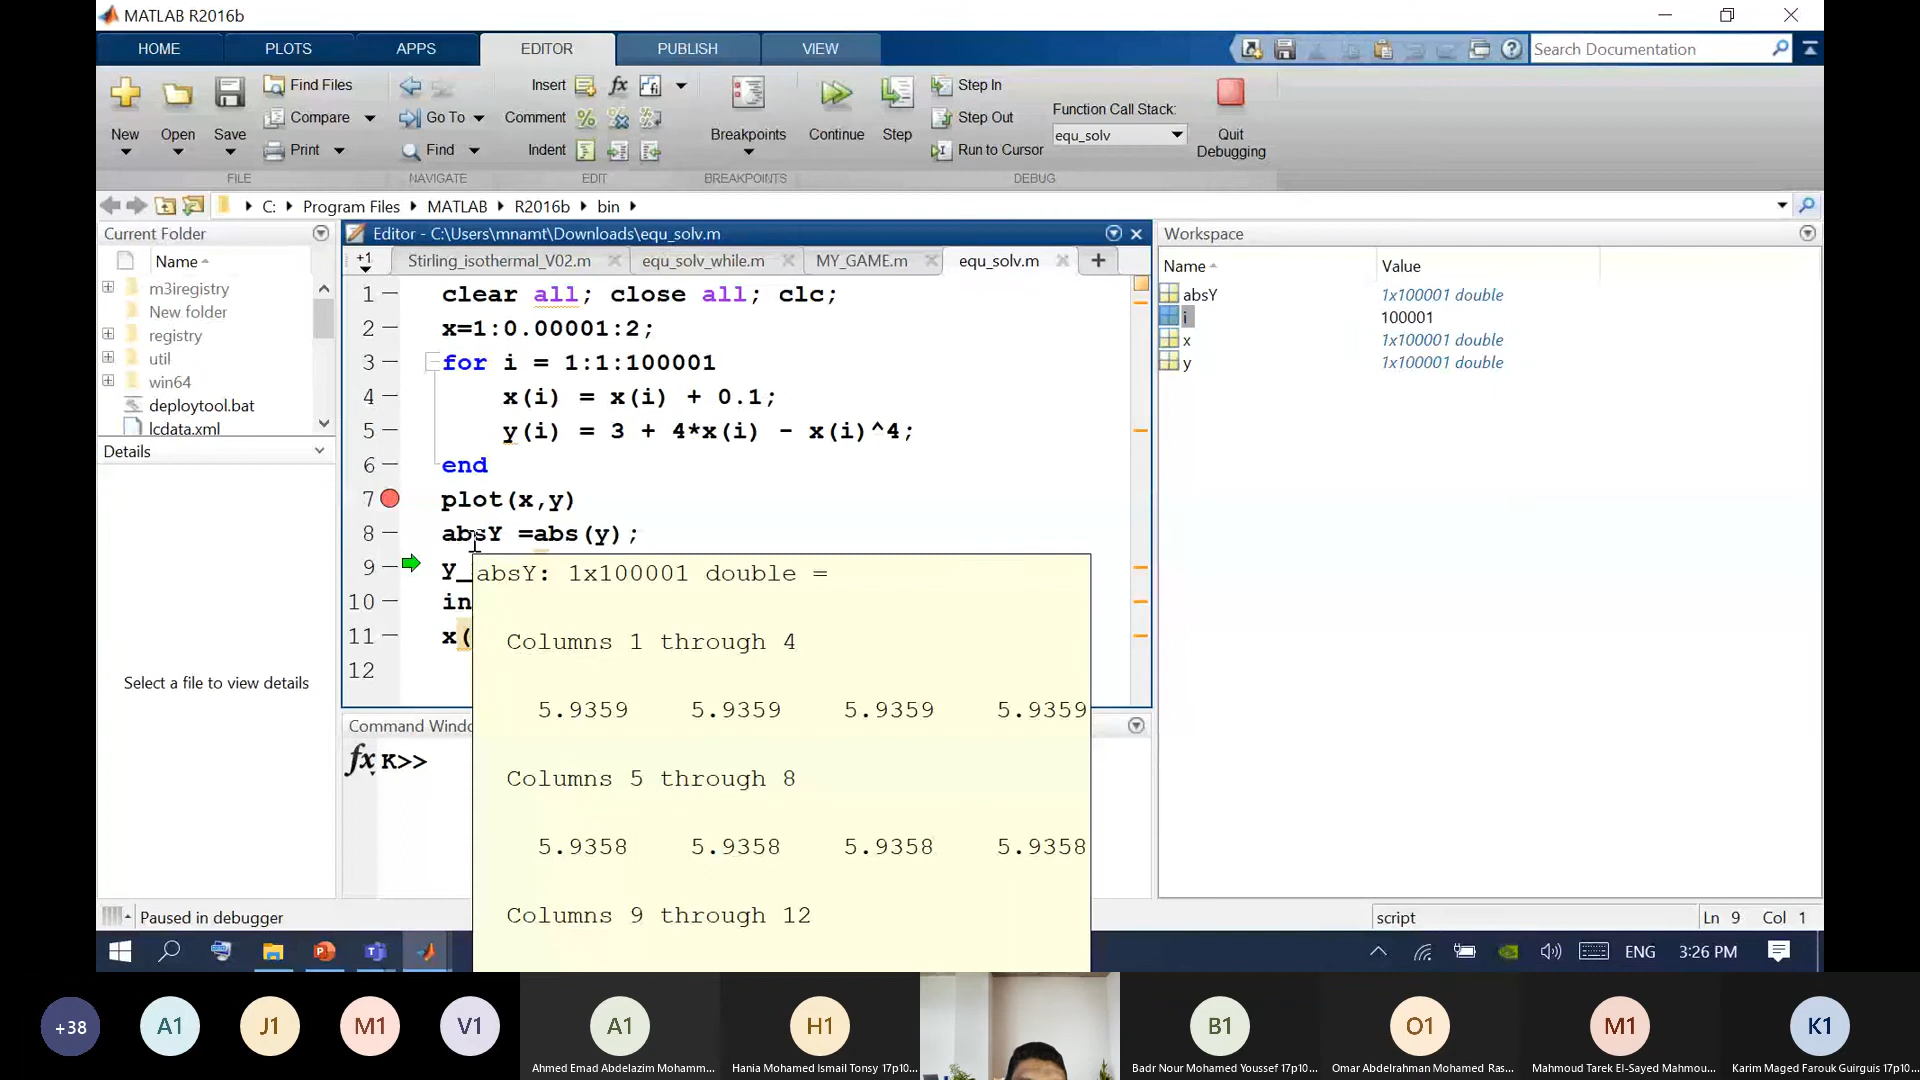 MATLAB R2016b
HOME PLOTS APPS EDITOR PUBLISH VIEW
Search Documentation
New
Open
Save
Find Files
Compare
Print
FILE
Go To
Find
NAVIGATE
Insert fx
Comment
Indent
EDIT
Breakpoints
BREAKPOINTS
Continue
Step
Step In
Step Out
Run to Cursor
Function Call Stack:
equ_solv
Quit Debugging
DEBUG
C: Program Files MATLAB R2016b bin
Current Folder
Name
m3iregistry
New folder
registry
util
win64
deploytool.bat
lcdata.xml
Details
Select a file to view details
Editor - C:\Users\mnamt\Downloads\equ_solv.m
+1 Stirling_isothermal_V02.m equ_solv_while.m MY_GAME.m equ_solv.m
1 clear all; close all; clc;
2 x=1:0.00001:2;
3 for i = 1:1:100001
4 x(i) = x(i) + 0.1;
5 y(i) = 3 + 4*x(i) - x(i)^4;
6 end
7 plot(x,y)
8 absY =abs(y);
9 y_
10 in
11 x(
12
absY: 1x100001 double =
Columns 1 through 4
5.9359 5.9359 5.9359 5.9359
Columns 5 through 8
5.9358 5.9358 5.9358 5.9358
Columns 9 through 12
Command Windo
fx K>>
Workspace
Name Value
absY 1x100001 double
i 100001
x 1x100001 double
y 1x100001 double
Paused in debugger
script Ln 9 Col 1
ENG 3:26 PM
+38 A1 J1 M1 V1 A1 H1 B1 O1 M1 K1
Ahmed Emad Abdelazim Mohamm...
Hania Mohamed Ismail Tonsy 17p10...
Badr Nour Mohamed Youssef 17p10...
Omar Abdelrahman Mohamed Ras...
Mahmoud Tarek El-Sayed Mahmou...
Karim Maged Farouk Guirguis 17p10...